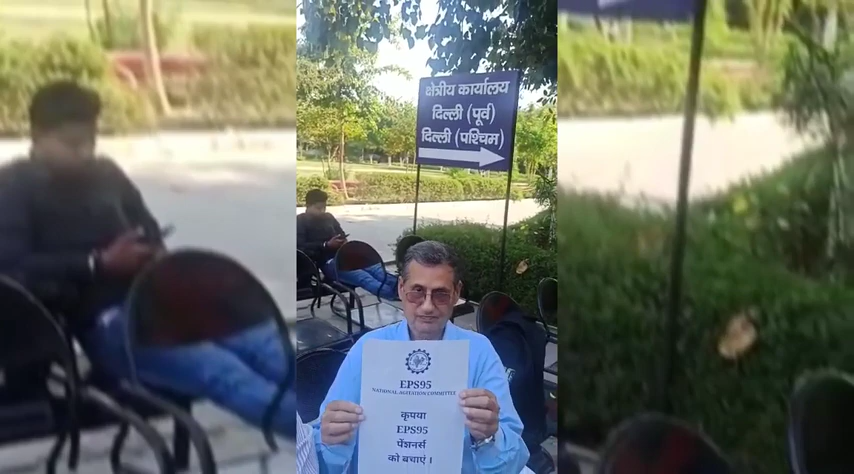 क्षेत्रीय कार्यालय
दिल्ली (पूर्व)
दिल्ली (पश्चिम)
EPS95
NATIONAL AGITATION COMMITTEE
कृपया
EPS95
पेंशनर्स
को बचाएं ।